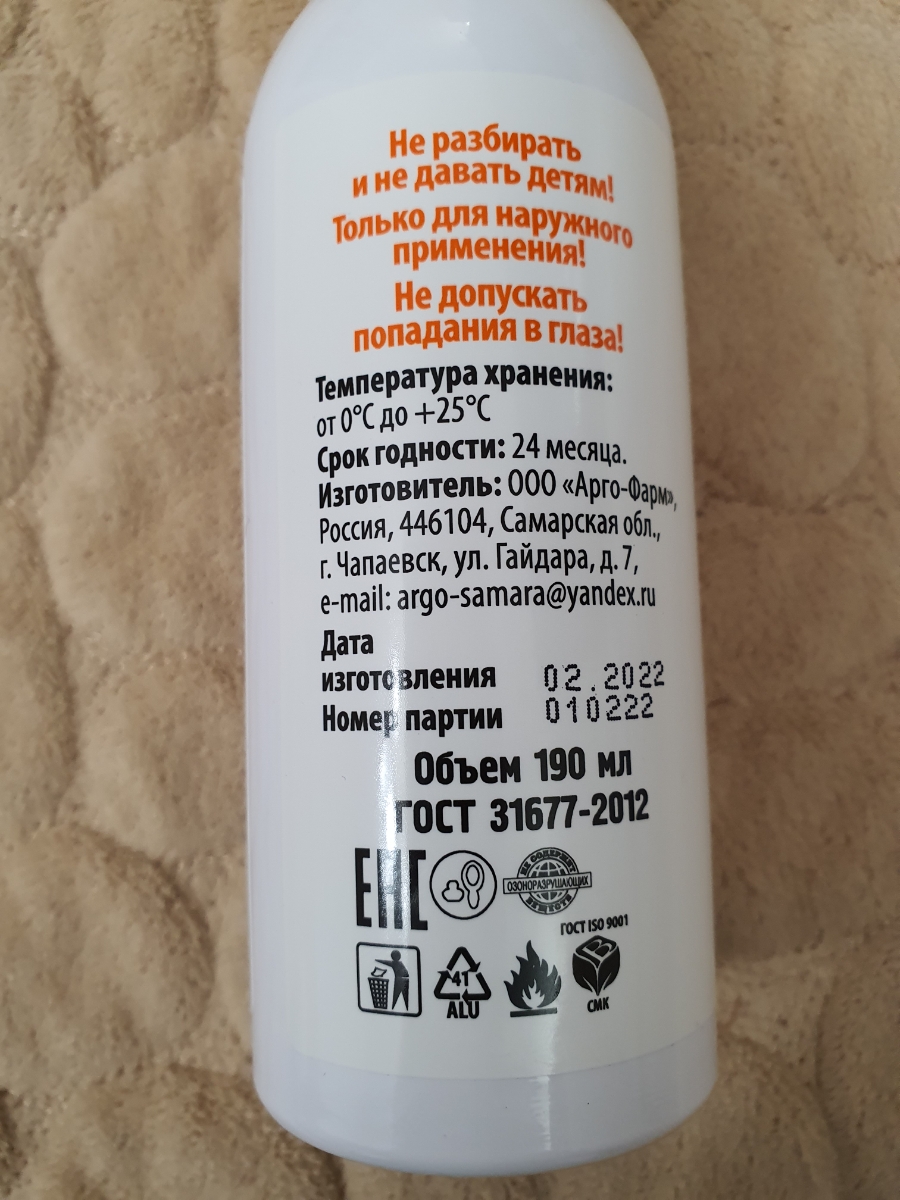 Не разбирать
и не давать детям!
Только для наружного
применения!
Не допускать
попадания в глаза!
Температура хранения:
от 0°С до +25°С
Срок годности: 24 месяца.
Изготовитель: ООО «Арго-Фарм»,
Россия, 446104, Самарская обл.,
г. Чапаевск, ул. Гайдара, д. 7,
e-mail: argo-samara@yandex.ru
Дата
изготовления 02.2022
Номер партии 010222
Объем 190 мл
ГОСТ 31677-2012
ЕАС
НЕ СОДЕРЖИТ
ОЗОНОРАЗРУШАЮЩИХ
ВЕЩЕСТВ
ГОСТ ISO 9001
41
ALU
СМК